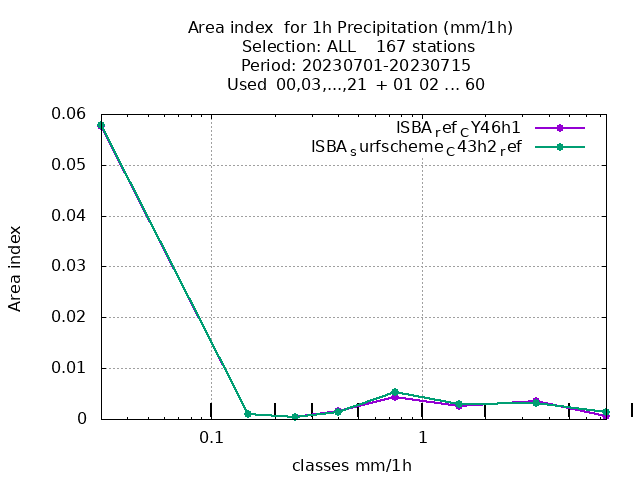 Area index  for 1h Precipitation (mm/1h)
Selection: ALL    167 stations
Period: 20230701-20230715
Used  00,03,...,21  + 01 02 ... 60
ISBA_ref_CY46h1
ISBA_surfscheme_C43h2_ref
0.06
0.05
0.04
0.03
0.02
0.01
0
Area index
0.1
1
classes mm/1h